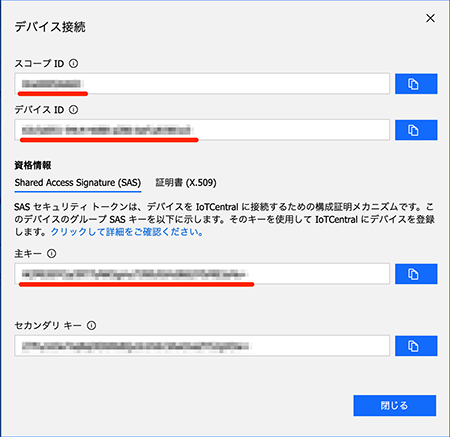 デバイス接続
スコープ ID
デバイス ID
資格情報
Shared Access Signature (SAS) 証明書 (X.509)
SAS セキュリティ トークンは、デバイスを IoTCentral に接続するための構成証明メカニズムです。こ
のデバイスのグループ SAS キーを以下に示します。そのキーを使用して IoTCentral にデバイスを登録
します。クリックして詳細をご確認ください。
主キー
セカンダリ キー
閉じる